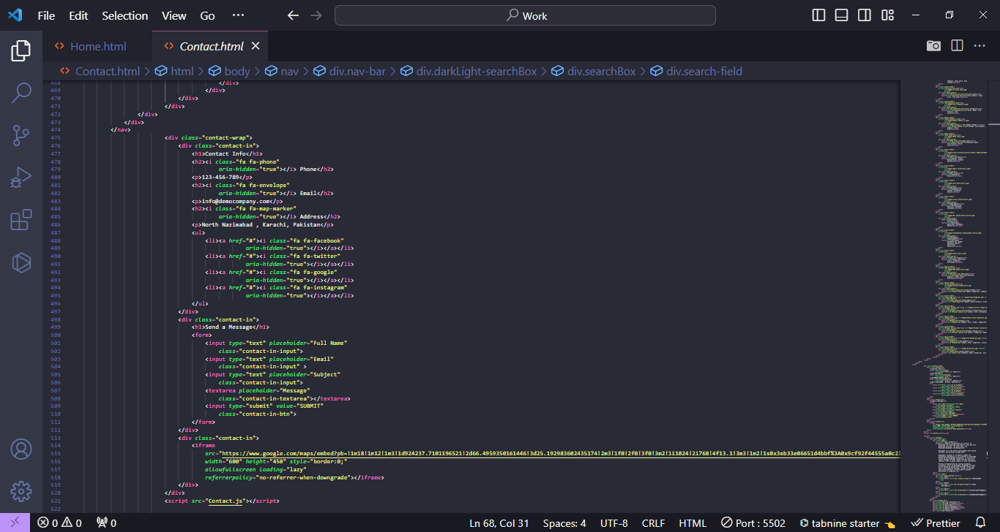 File Edit Selection View Go ··· Work
Home.html Contact.html
Contact.html > html > body > nav > div.nav-bar > div.darkLight-searchBox > div.searchBox > div.search-field
468 </div>
469 </div>
470 </div>
471 </div>
472 </div>
473 </div>
474 </nav>
475 <div class="contact-wrap">
476 <div class="contact-in">
477 <h1>Contact Info</h1>
478 <h2><i class="fa fa-phone"
479 aria-hidden="true"></i> Phone</h2>
480 <p>123-456-789</p>
481 <h2><i class="fa fa-envelope"
482 aria-hidden="true"></i> Email</h2>
483 <p>info@democompany.com</p>
484 <h2><i class="fa fa-map-marker"
485 aria-hidden="true"></i> Address</h2>
486 <p>North Nazimabad , Karachi, Pakistan</p>
487 <ul>
488 <li><a href="#"><i class="fa fa-facebook"
489 aria-hidden="true"></i></a></li>
490 <li><a href="#"><i class="fa fa-twitter"
491 aria-hidden="true"></i></a></li>
492 <li><a href="#"><i class="fa fa-google"
493 aria-hidden="true"></i></a></li>
494 <li><a href="#"><i class="fa fa-instagram"
495 aria-hidden="true"></i></a></li>
496 </ul>
497 </div>
498 <div class="contact-in">
499 <h1>Send a Message</h1>
500 <form>
501 <input type="text" placeholder="Full Name"
502 class="contact-in-input">
503 <input type="text" placeholder="Email"
504 class="contact-in-input" >
505 <input type="text" placeholder="Subject"
506 class="contact-in-input">
507 <textarea placeholder="Message"
508 class="contact-in-textarea"></textarea>
509 <input type="submit" value="SUBMIT"
510 class="contact-in-btn">
511 </form>
512 </div>
513 <div class="contact-in">
514 <iframe
515 src="https://www.google.com/maps/embed?pb=!1m18!1m12!1m3!1d924237.7101196521!2d66.4959350161446!3d25.192983602435174!2m3!1f0!2f0!3f0!3m2!1i1024!2i768!4f13.1!3m3!1m2!1s0x3eb33e06651d4bbf%3A0x9cf92f44555a0c23
516 width="600" height="450" style="border:0;"
517 allowfullscreen loading="lazy"
518 referrerpolicy="no-referrer-when-downgrade"></iframe>
519 </div>
520 </div>
521 <script src="Contact.js"></script>
522
0 0 0 Ln 68, Col 31 Spaces: 4 UTF-8 CRLF HTML Port : 5502 tabnine starter Prettier